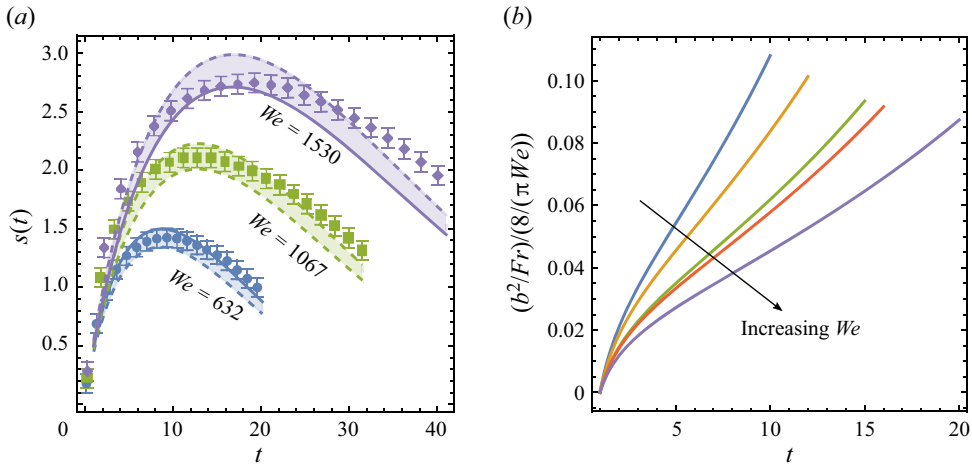 (a)
(b)
3.0
2.5
2.0
1.5
1.0
0.5
0
10
20
30
40
s(t)
t
We = 1530
We = 1067
We = 632
0.10
0.08
0.06
0.04
0.02
0
5
10
15
20
(b²/Fr)/(8/(πWe))
t
Increasing We